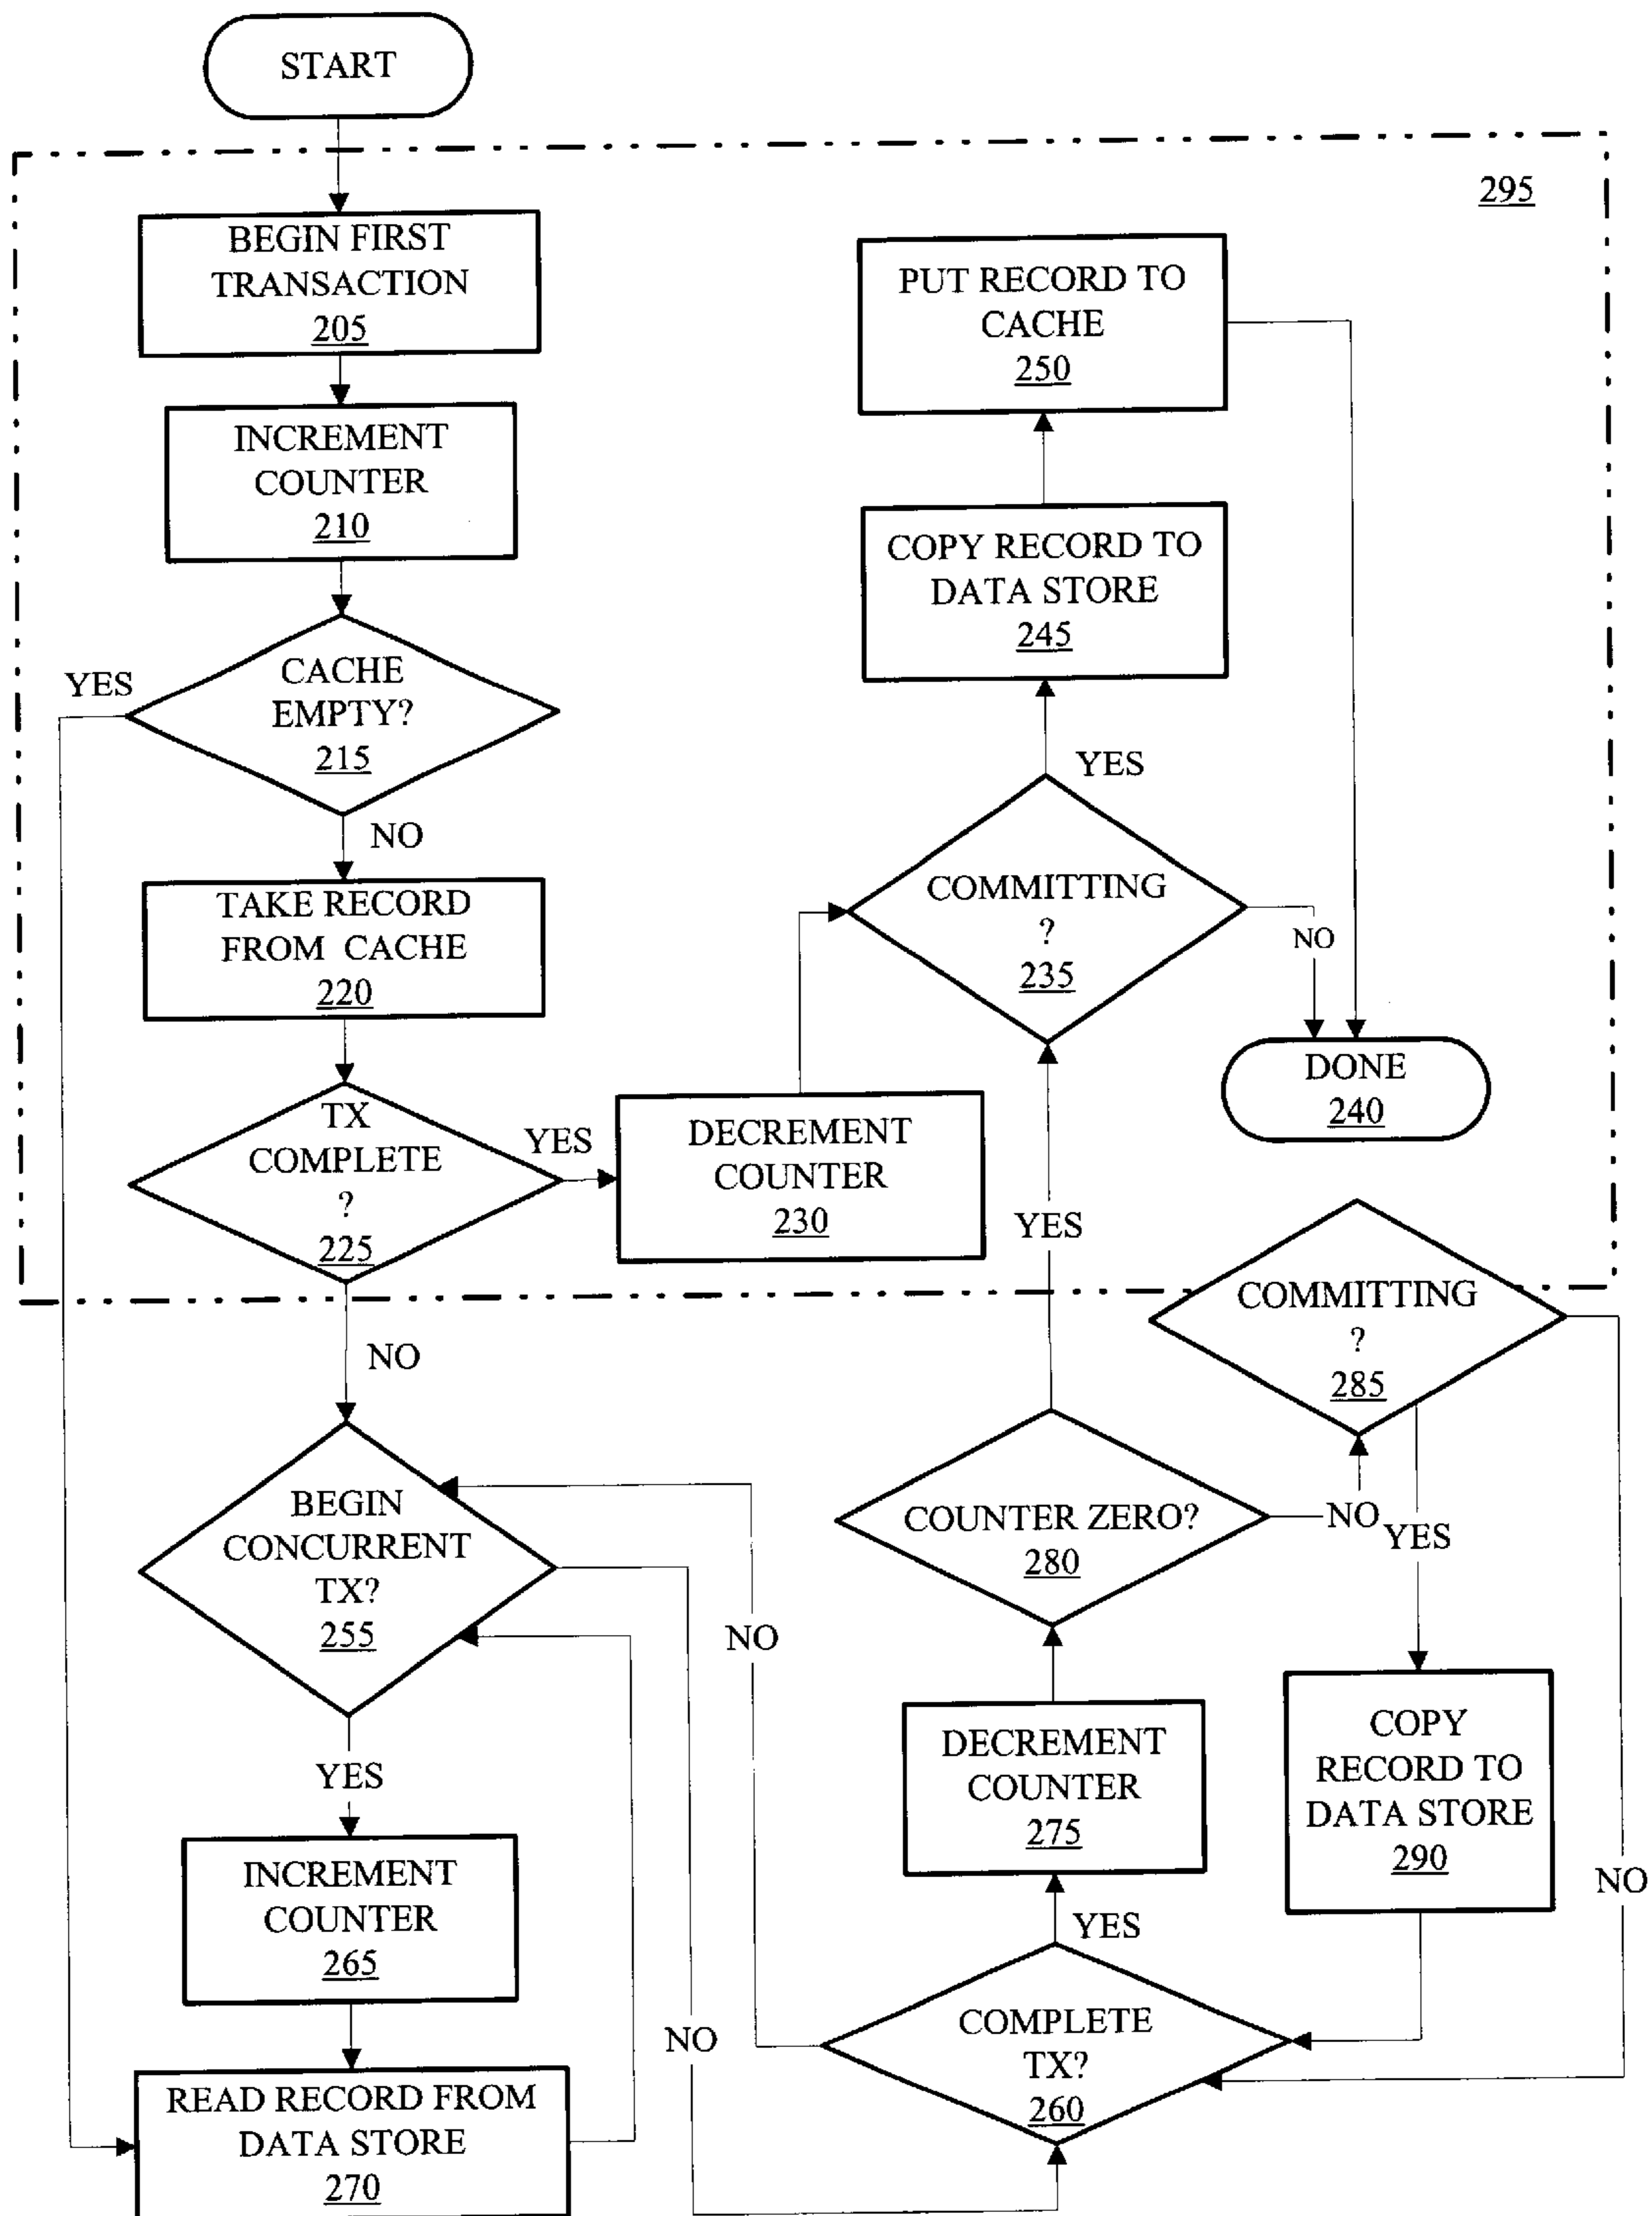 START
295
BEGIN FIRST
TRANSACTION
205
INCREMENT
COUNTER
210
YES
CACHE
EMPTY?
215
NO
TAKE RECORD
FROM CACHE
220
TX
COMPLETE
?
225
YES
DECREMENT
COUNTER
230
PUT RECORD TO
CACHE
250
COPY RECORD TO
DATA STORE
245
YES
COMMITTING
?
235
NO
DONE
240
YES
COMMITTING
?
285
NO
BEGIN
CONCURRENT
TX?
255
NO
COUNTER ZERO?
280
NO
YES
YES
INCREMENT
COUNTER
265
DECREMENT
COUNTER
275
COPY
RECORD TO
DATA STORE
290
NO
YES
NO
COMPLETE
TX?
260
READ RECORD FROM
DATA STORE
270